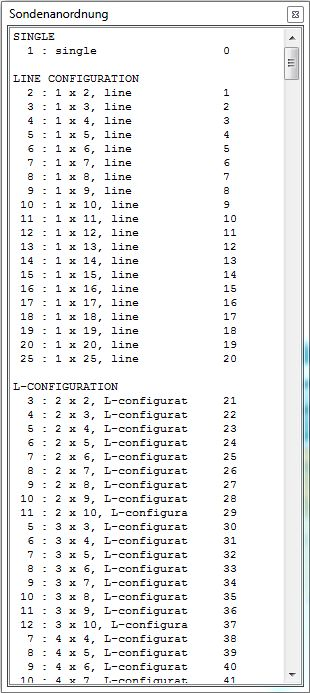 Sondenanordnung
SINGLE
1 : single 0
LINE CONFIGURATION
2 : 1 x 2, line 1
3 : 1 x 3, line 2
4 : 1 x 4, line 3
5 : 1 x 5, line 4
6 : 1 x 6, line 5
7 : 1 x 7, line 6
8 : 1 x 8, line 7
9 : 1 x 9, line 8
10 : 1 x 10, line 9
11 : 1 x 11, line 10
12 : 1 x 12, line 11
13 : 1 x 13, line 12
14 : 1 x 14, line 13
15 : 1 x 15, line 14
16 : 1 x 16, line 15
17 : 1 x 17, line 16
18 : 1 x 18, line 17
19 : 1 x 19, line 18
20 : 1 x 20, line 19
25 : 1 x 25, line 20
L-CONFIGURATION
3 : 2 x 2, L-configurat 21
4 : 2 x 3, L-configurat 22
5 : 2 x 4, L-configurat 23
6 : 2 x 5, L-configurat 24
7 : 2 x 6, L-configurat 25
8 : 2 x 7, L-configurat 26
9 : 2 x 8, L-configurat 27
10 : 2 x 9, L-configurat 28
11 : 2 x 10, L-configura 29
5 : 3 x 3, L-configurat 30
6 : 3 x 4, L-configurat 31
7 : 3 x 5, L-configurat 32
8 : 3 x 6, L-configurat 33
9 : 3 x 7, L-configurat 34
10 : 3 x 8, L-configurat 35
11 : 3 x 9, L-configurat 36
12 : 3 x 10, L-configura 37
7 : 4 x 4, L-configurat 38
8 : 4 x 5, L-configurat 39
9 : 4 x 6, L-configurat 40
10 : 4 x 7, L-configurat 41